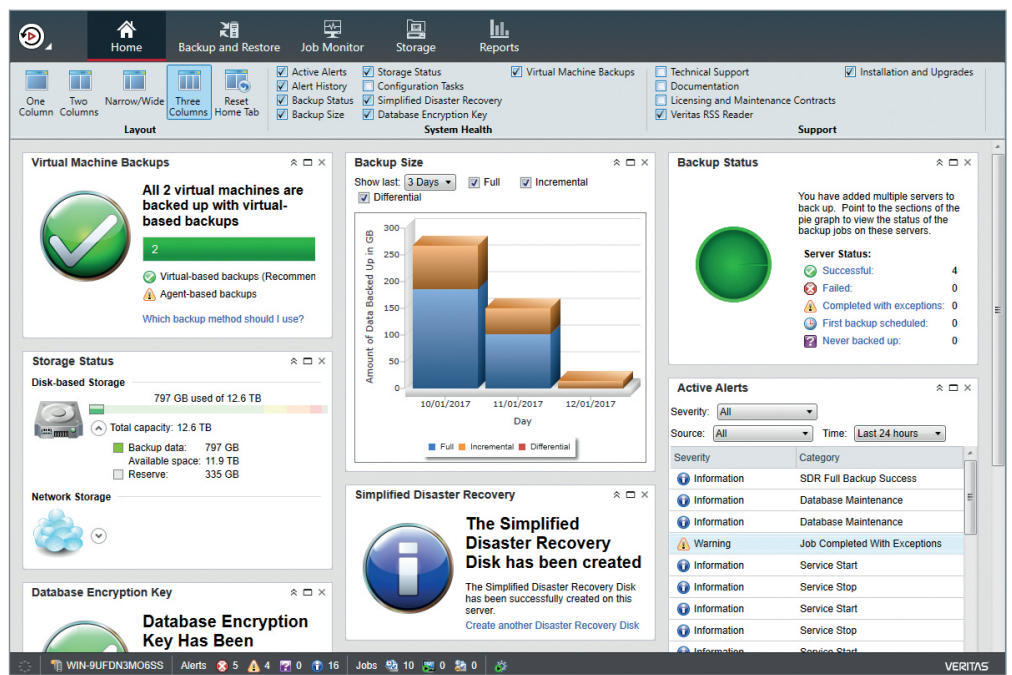 Home
Backup and Restore
Job Monitor
Storage
Reports
One Column
Two Columns
Narrow/Wide
Three Columns
Reset Home Tab
Layout
Active Alerts
Alert History
Backup Status
Backup Size
Storage Status
Configuration Tasks
Simplified Disaster Recovery
Database Encryption Key
Virtual Machine Backups
System Health
Technical Support
Documentation
Licensing and Maintenance Contracts
Veritas RSS Reader
Installation and Upgrades
Support
Virtual Machine Backups
All 2 virtual machines are
backed up with virtual-
based backups
2
Virtual-based backups (Recommen
Agent-based backups
Which backup method should I use?
Storage Status
Disk-based Storage
797 GB used of 12.6 TB
Total capacity: 12.6 TB
Backup data: 797 GB
Available space: 11.9 TB
Reserve: 335 GB
Network Storage
Database Encryption Key
Database Encryption
Key Has Been
Backup Size
Show last: 3 Days Full Incremental
Differential
Amount of Data Backed Up in GB
300
250
200
150
100
50
0
10/01/2017 11/01/2017 12/01/2017
Day
Full Incremental Differential
Simplified Disaster Recovery
The Simplified
Disaster Recovery
Disk has been created
The Simplified Disaster Recovery Disk
has been successfully created on this
server.
Create another Disaster Recovery Disk
Backup Status
You have added multiple servers to
back up. Point to the sections of the
pie graph to view the status of the
backup jobs on these servers.
Server Status:
Successful: 4
Failed: 0
Completed with exceptions: 0
First backup scheduled: 0
Never backed up: 0
Active Alerts
Severity: All
Source: All Time: Last 24 hours
Severity Category
Information SDR Full Backup Success
Information Database Maintenance
Information Database Maintenance
Warning Job Completed With Exceptions
Information Service Start
Information Service Stop
Information Service Start
Information Service Stop
Information Service Start
WIN-9UFDN3MO6SS Alerts 5 4 0 16 Jobs 10 0 0
VERITAS